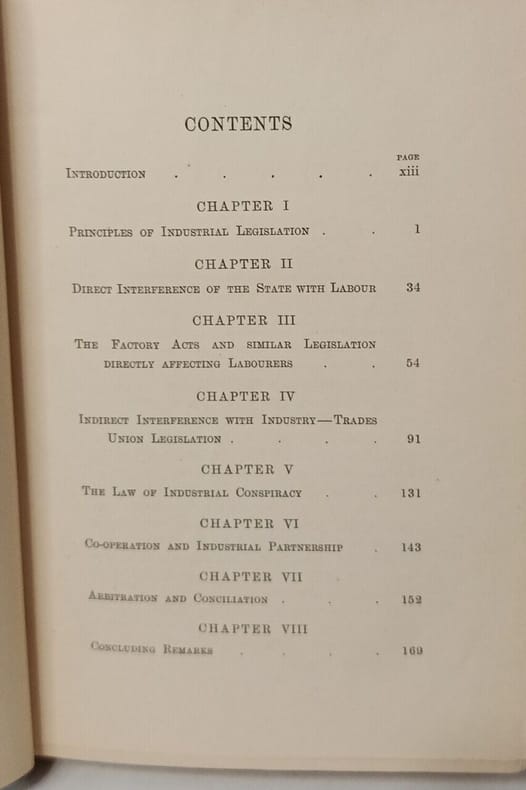 CONTENTS
PAGE
INTRODUCTION . . . . . xiii
CHAPTER I
PRINCIPLES OF INDUSTRIAL LEGISLATION . . 1
CHAPTER II
DIRECT INTERFERENCE OF THE STATE WITH LABOUR 34
CHAPTER III
THE FACTORY ACTS AND SIMILAR LEGISLATION
DIRECTLY AFFECTING LABOURERS . . 54
CHAPTER IV
INDIRECT INTERFERENCE WITH INDUSTRY—TRADES
UNION LEGISLATION . . . . 91
CHAPTER V
THE LAW OF INDUSTRIAL CONSPIRACY . . 131
CHAPTER VI
CO-OPERATION AND INDUSTRIAL PARTNERSHIP . 143
CHAPTER VII
ARBITRATION AND CONCILIATION . . . 152
CHAPTER VIII
CONCLUDING REMARKS . . . . 169